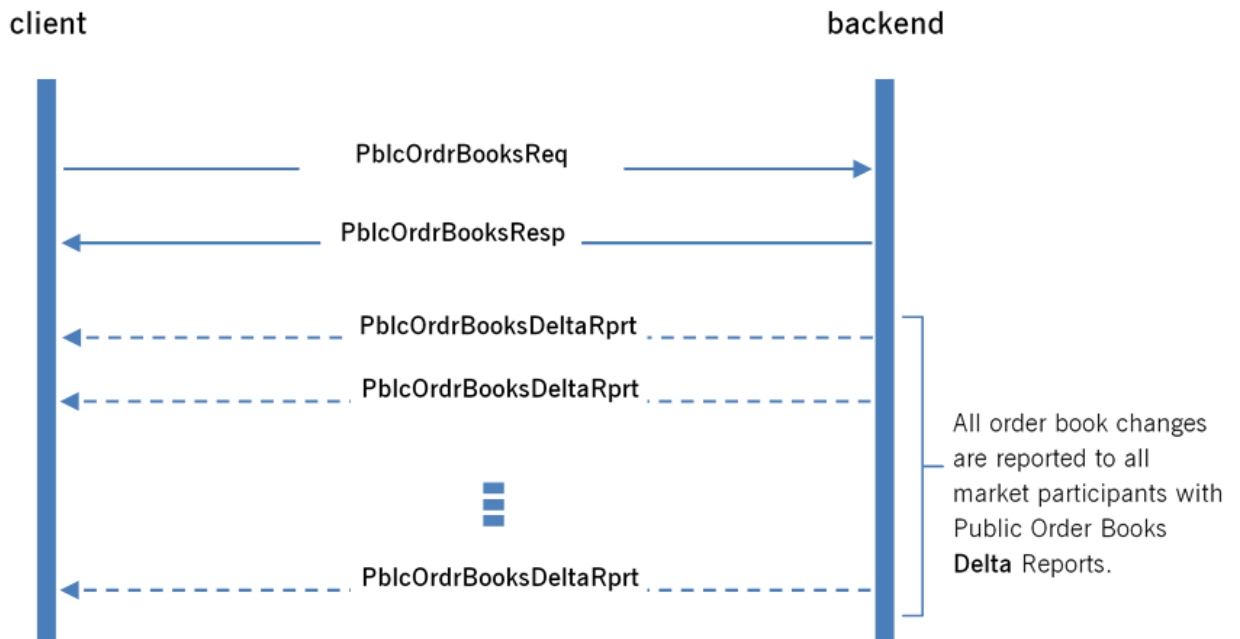 client
backend
PblcOrdrBooksReq
PblcOrdrBooksResp
PblcOrdrBooksDeltaRprt
PblcOrdrBooksDeltaRprt
All order book changes
are reported to all
market participants with
Public Order Books
Delta Reports.
PblcOrdrBooksDeltaRprt